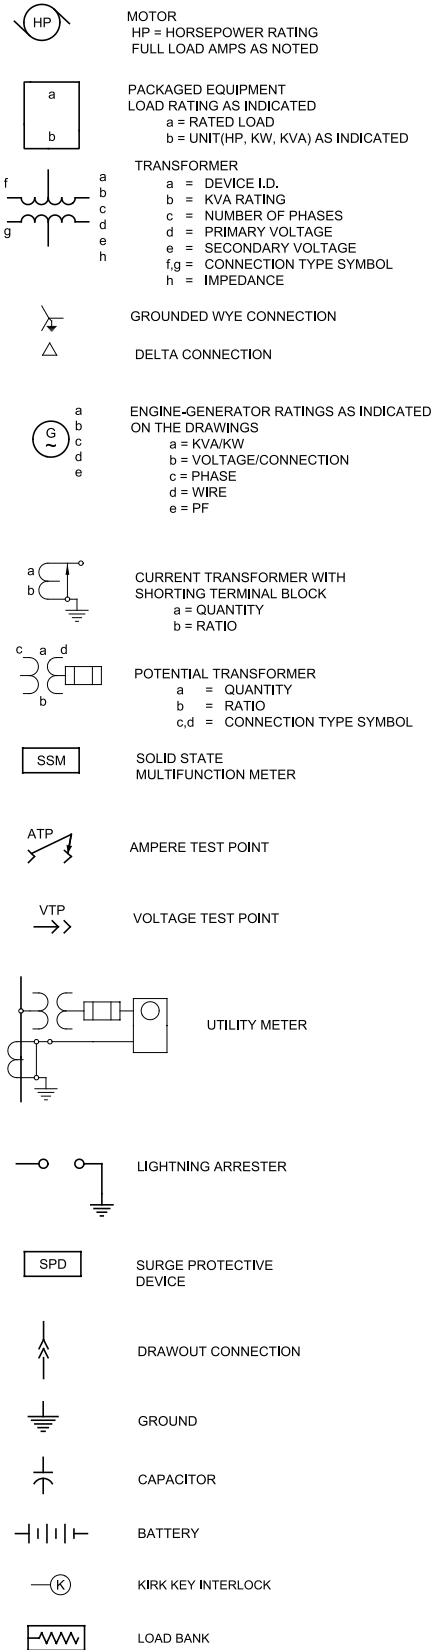 HP
MOTOR
HP = HORSEPOWER RATING
FULL LOAD AMPS AS NOTED
a
b
PACKAGED EQUIPMENT
LOAD RATING AS INDICATED
a = RATED LOAD
b = UNIT(HP, KW, KVA) AS INDICATED
f
g
a
b
c
d
e
h
TRANSFORMER
a = DEVICE I.D.
b = KVA RATING
c = NUMBER OF PHASES
d = PRIMARY VOLTAGE
e = SECONDARY VOLTAGE
f,g = CONNECTION TYPE SYMBOL
h = IMPEDANCE
GROUNDED WYE CONNECTION
DELTA CONNECTION
G
~
a
b
c
d
e
ENGINE-GENERATOR RATINGS AS INDICATED
ON THE DRAWINGS
a = KVA/KW
b = VOLTAGE/CONNECTION
c = PHASE
d = WIRE
e = PF
a
b
CURRENT TRANSFORMER WITH
SHORTING TERMINAL BLOCK
a = QUANTITY
b = RATIO
c a d
b
POTENTIAL TRANSFORMER
a = QUANTITY
b = RATIO
c,d = CONNECTION TYPE SYMBOL
SSM
SOLID STATE
MULTIFUNCTION METER
ATP
AMPERE TEST POINT
VTP
VOLTAGE TEST POINT
UTILITY METER
LIGHTNING ARRESTER
SPD
SURGE PROTECTIVE
DEVICE
DRAWOUT CONNECTION
GROUND
CAPACITOR
BATTERY
K
KIRK KEY INTERLOCK
LOAD BANK